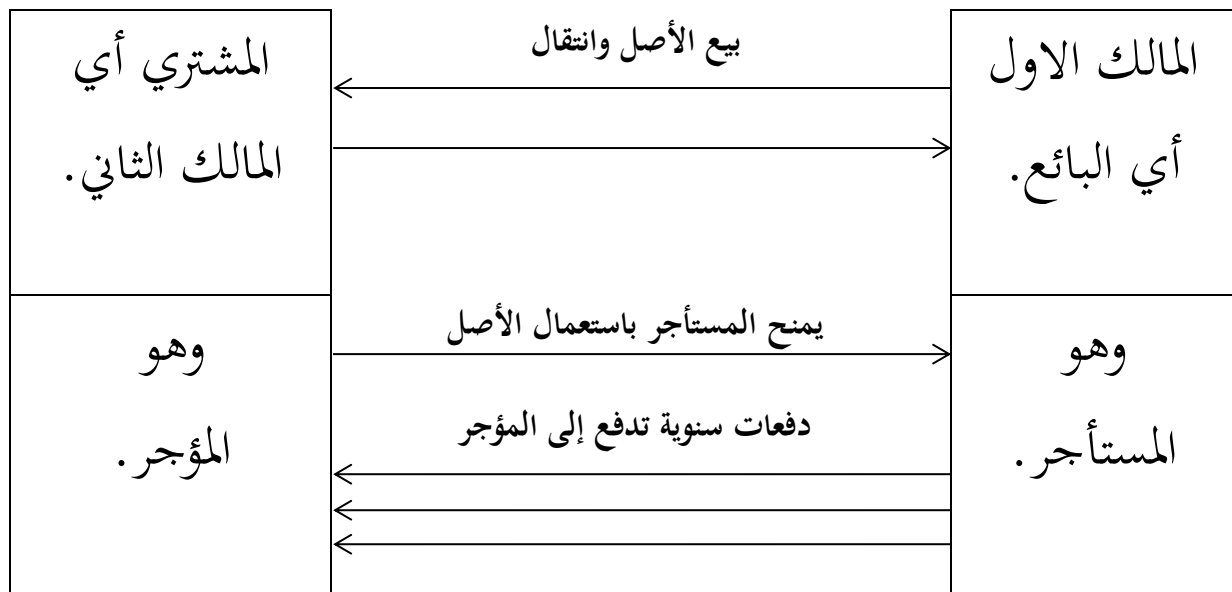 المالك الاول
أي البائع.
بيع الأصل وانتقال
المشتري أي
المالك الثاني.
وهو
المستأجر.
يمنح المستأجر باستعمال الأصل
دفعات سنوية تدفع إلى المؤجر
وهو
المؤجر.